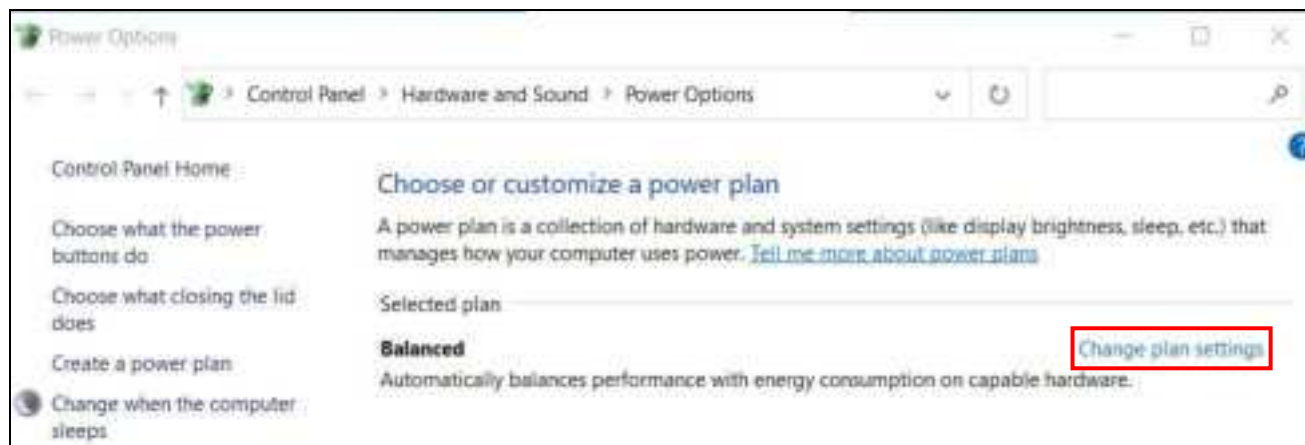 Power Options
Control Panel > Hardware and Sound > Power Options
Control Panel Home
Choose what the power
buttons do
Choose what closing the lid
does
Create a power plan
Change when the computer
sleeps
Choose or customize a power plan
A power plan is a collection of hardware and system settings (like display brightness, sleep, etc.) that
manages how your computer uses power. Tell me more about power plans
Selected plan
Balanced
Change plan settings
Automatically balances performance with energy consumption on capable hardware.